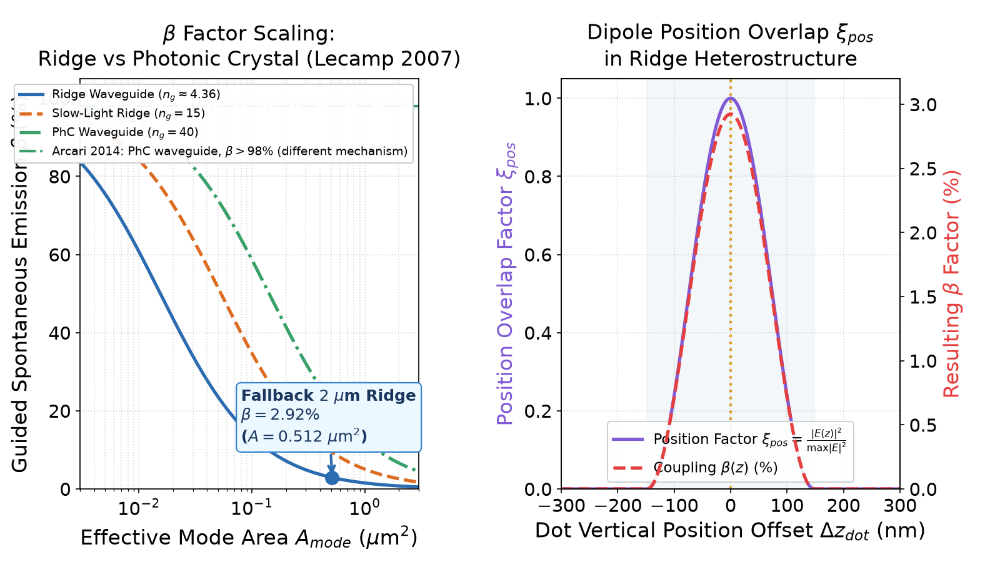 β Factor Scaling:
Ridge vs Photonic Crystal (Lecamp 2007)
Ridge Waveguide (n_g ≈ 4.36)
Slow-Light Ridge (n_g = 15)
PhC Waveguide (n_g = 40)
Arcari 2014: PhC waveguide, β > 98% (different mechanism)
Guided Spontaneous Emission β (%)
100
80
60
40
20
0
Fallback 2 μm Ridge
β = 2.92%
(A = 0.512 μm²)
10⁻² 10⁻¹ 10⁰
Effective Mode Area A_mode (μm²)
Dipole Position Overlap ξ_pos
in Ridge Heterostructure
Position Overlap Factor ξ_pos
1.0
0.8
0.6
0.4
0.2
0.0
Position Factor ξ_pos = |E(z)|² / max|E|²
Coupling β(z) (%)
3.0
2.5
2.0
1.5
1.0
0.5
0.0
Resulting β Factor (%)
−300 −200 −100 0 100 200 300
Dot Vertical Position Offset Δz_dot (nm)